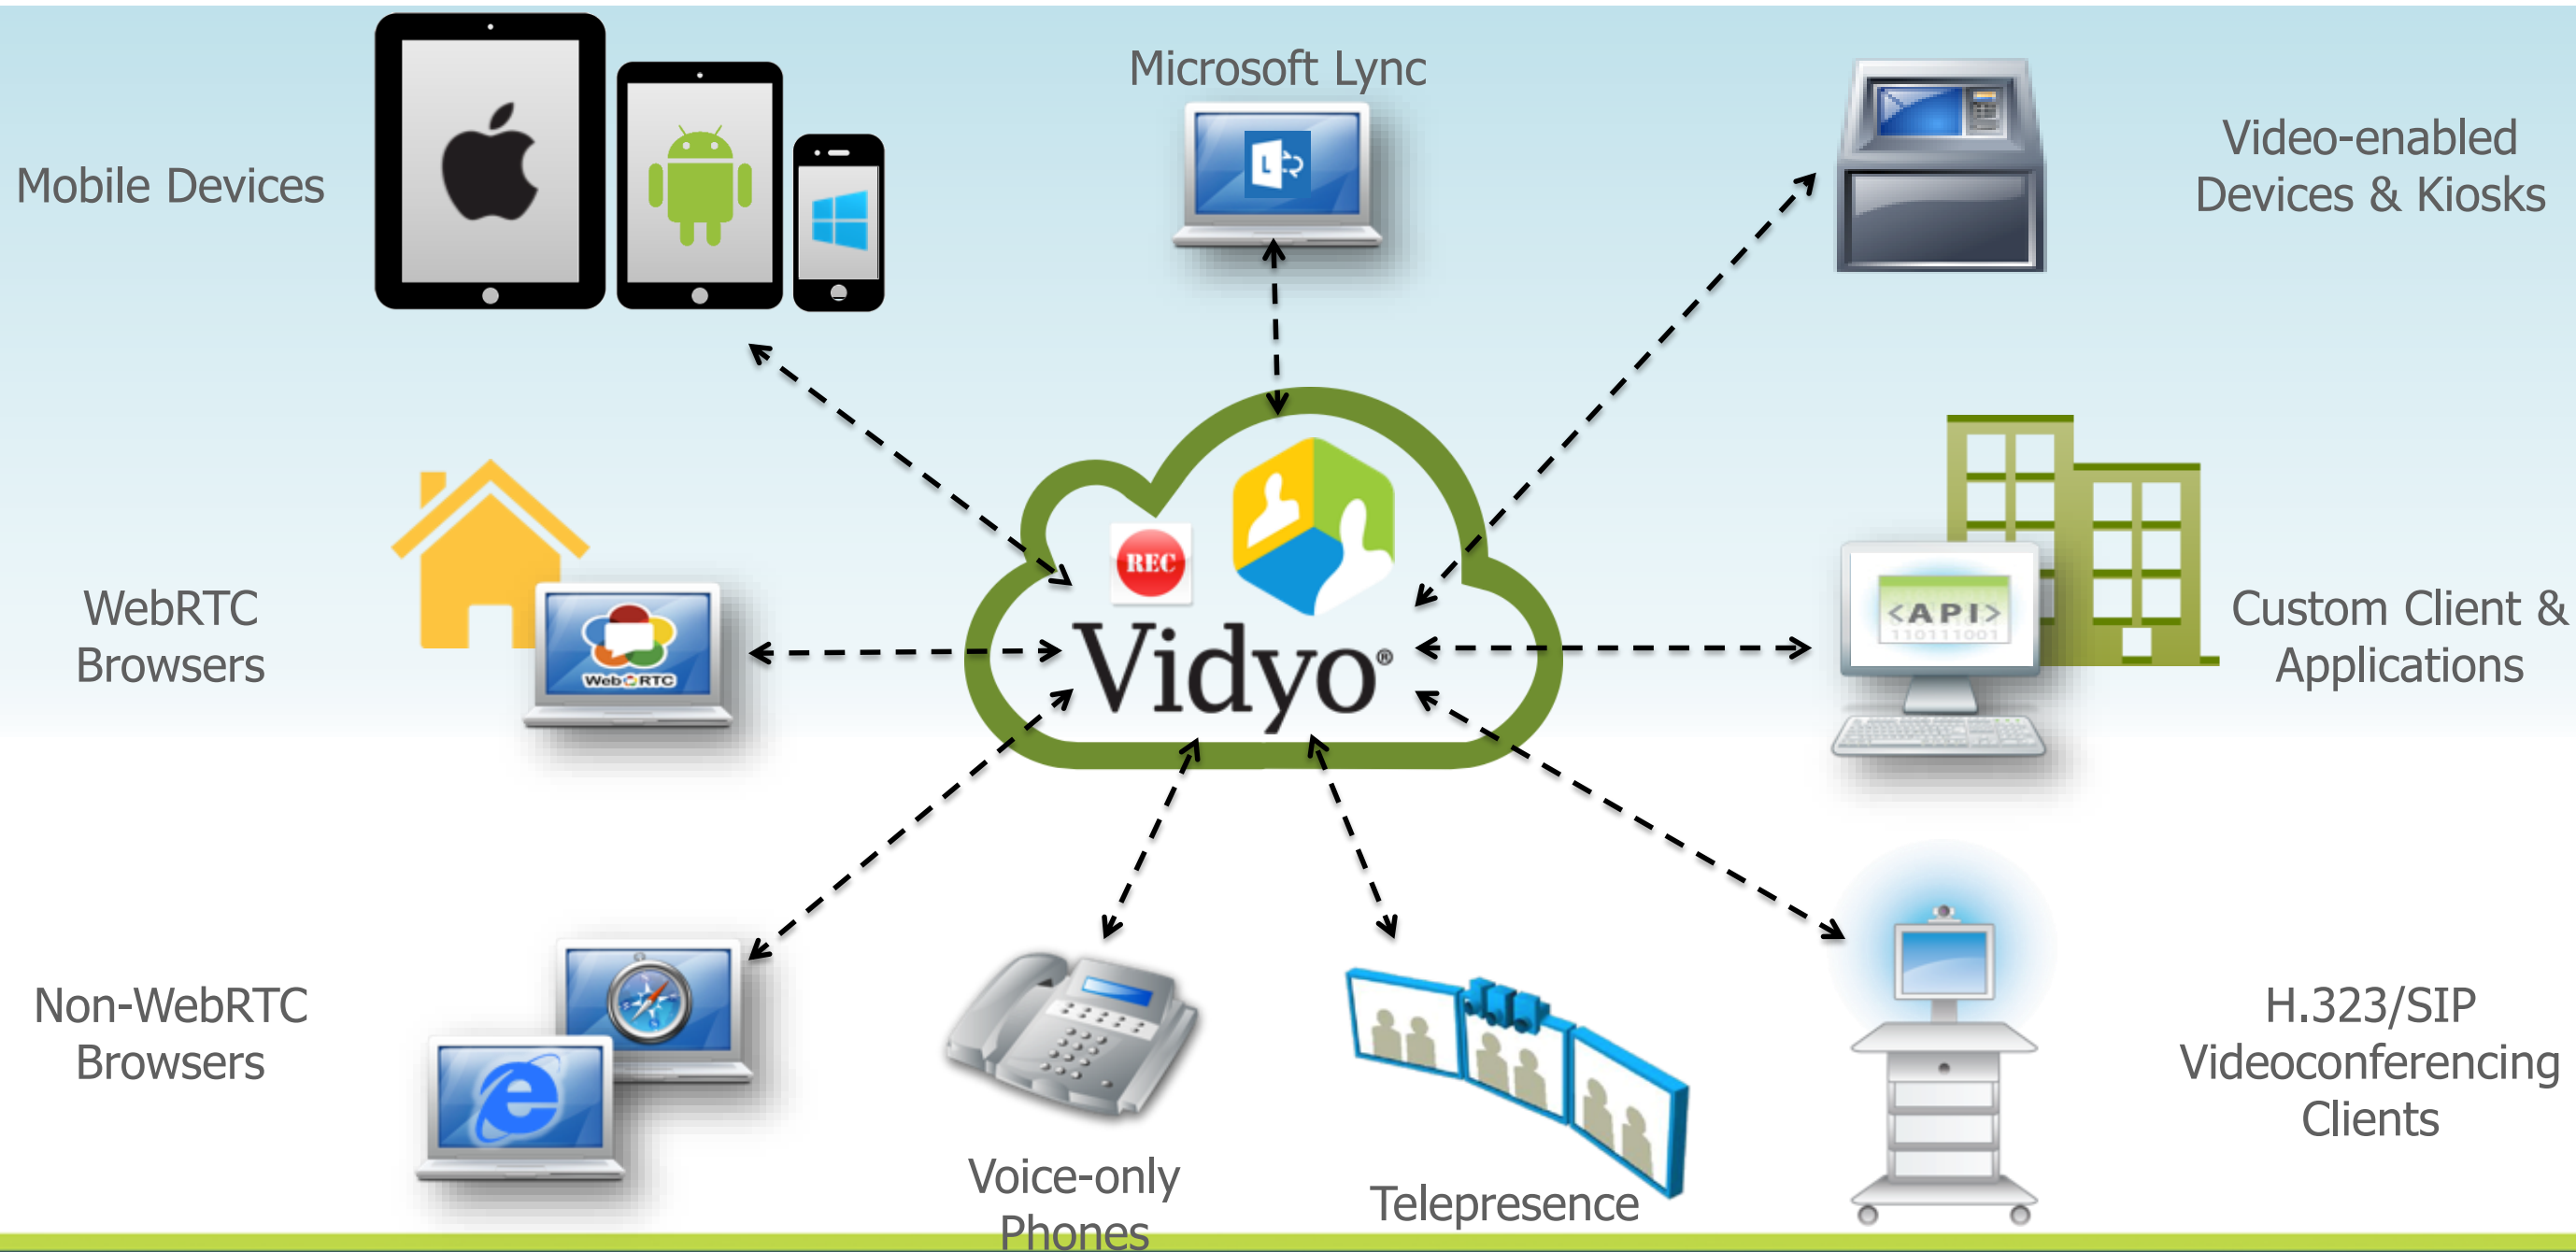 Microsoft Lync
Mobile Devices
Video-enabled
Devices & Kiosks
L
REC
Vidyo®
WebRTC
Browsers
WebRTC
<API>
110111001
Custom Client &
Applications
Non-WebRTC
Browsers
Voice-only
Phones
Telepresence
H.323/SIP
Videoconferencing
Clients